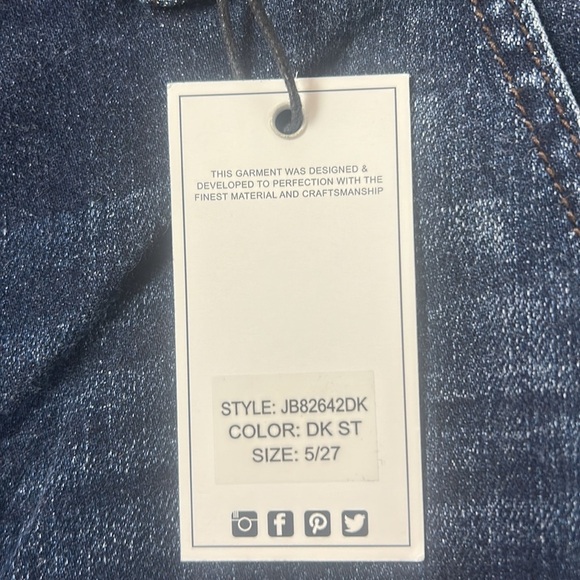 THIS GARMENT WAS DESIGNED &
DEVELOPED TO PERFECTION WITH THE
FINEST MATERIAL AND CRAFTSMANSHIP
STYLE: JB82642DK
COLOR: DK ST
SIZE: 5/27